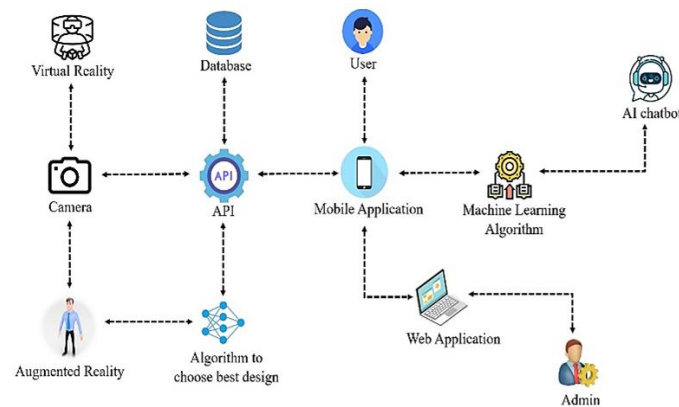 Virtual Reality
Database
User
AI chatbot
Camera
API
API
Mobile Application
Machine Learning
Algorithm
Augmented Reality
Algorithm to
choose best design
Web Application
Admin